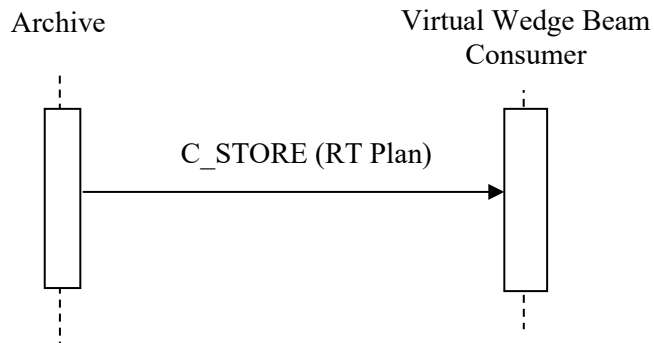 Archive
Virtual Wedge Beam
Consumer
C_STORE (RT Plan)